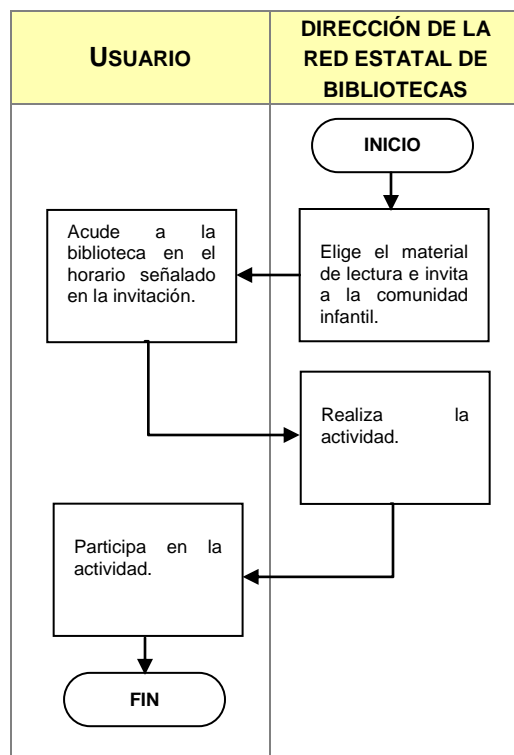 USUARIO
DIRECCIÓN DE LA
RED ESTATAL DE
BIBLIOTECAS
INICIO
Elige el material
de lectura e invita
a la comunidad
infantil.
Acude a la
biblioteca en el
horario señalado
en la invitación.
Realiza la
actividad.
Participa en la
actividad.
FIN